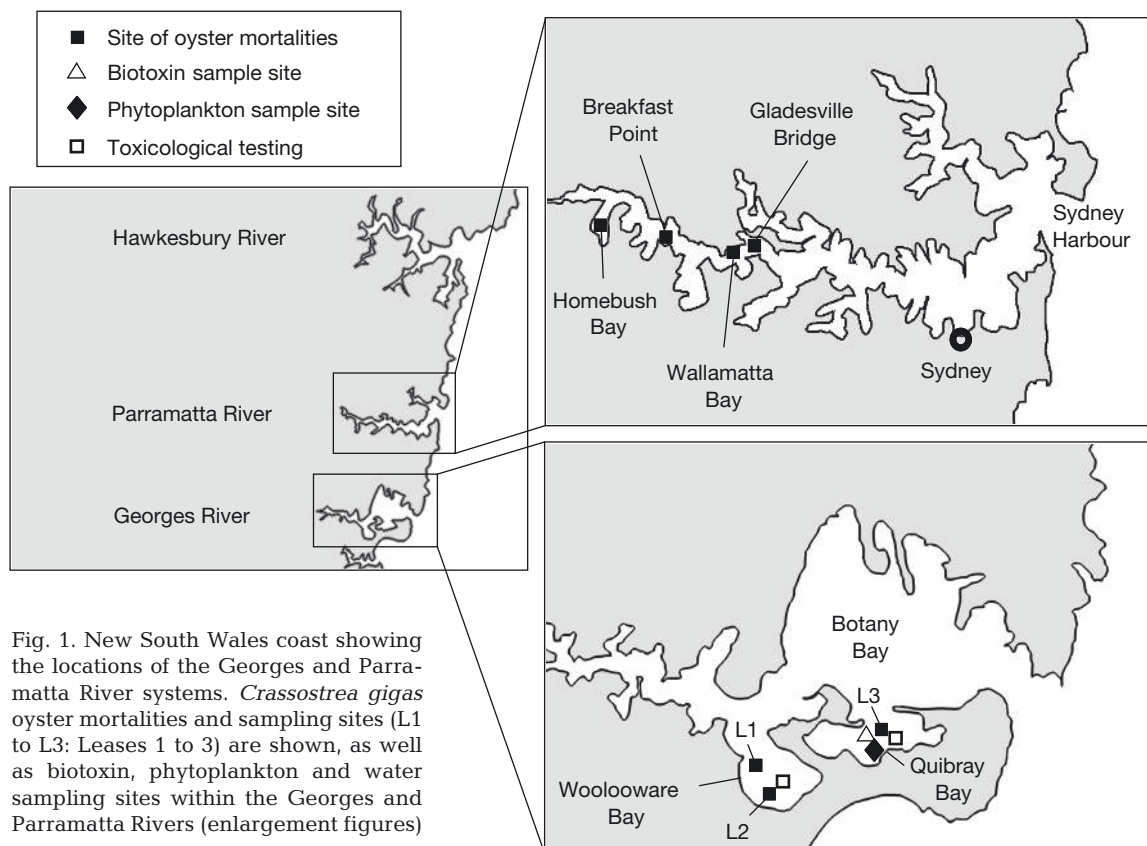 Site of oyster mortalities
Biotoxin sample site
Phytoplankton sample site
Toxicological testing
Hawkesbury River
Parramatta River
Georges River
Breakfast
Point
Gladesville
Bridge
Sydney
Harbour
Homebush
Bay
Wallamatta
Bay
Sydney
Botany
Bay
L3
L1
Quibray
Bay
Woolooware
Bay
L2
Fig. 1. New South Wales coast showing
the locations of the Georges and Parra-
matta River systems. Crassostrea gigas
oyster mortalities and sampling sites (L1
to L3: Leases 1 to 3) are shown, as well
as biotoxin, phytoplankton and water
sampling sites within the Georges and
Parramatta Rivers (enlargement figures)